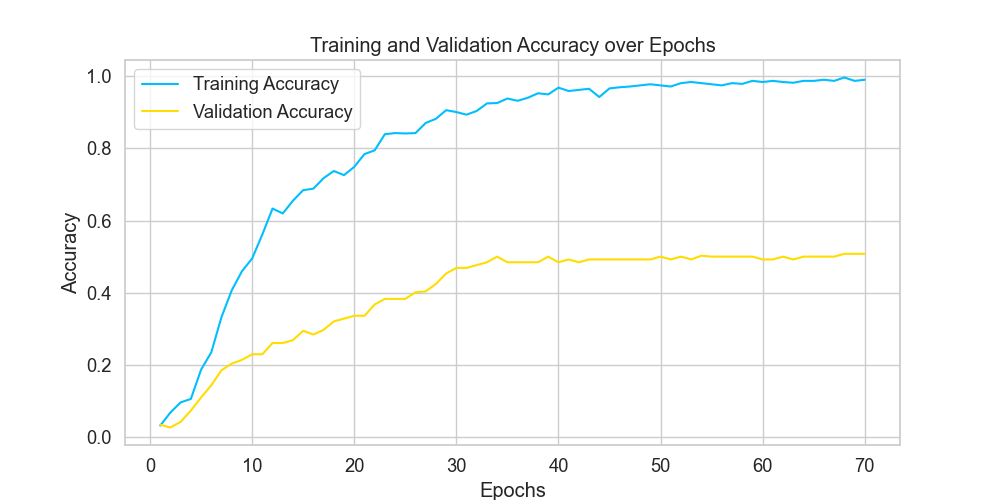 Training and Validation Accuracy over Epochs
Training Accuracy
Validation Accuracy
Accuracy
1.0
0.8
0.6
0.4
0.2
0.0
0 10 20 30 40 50 60 70
Epochs